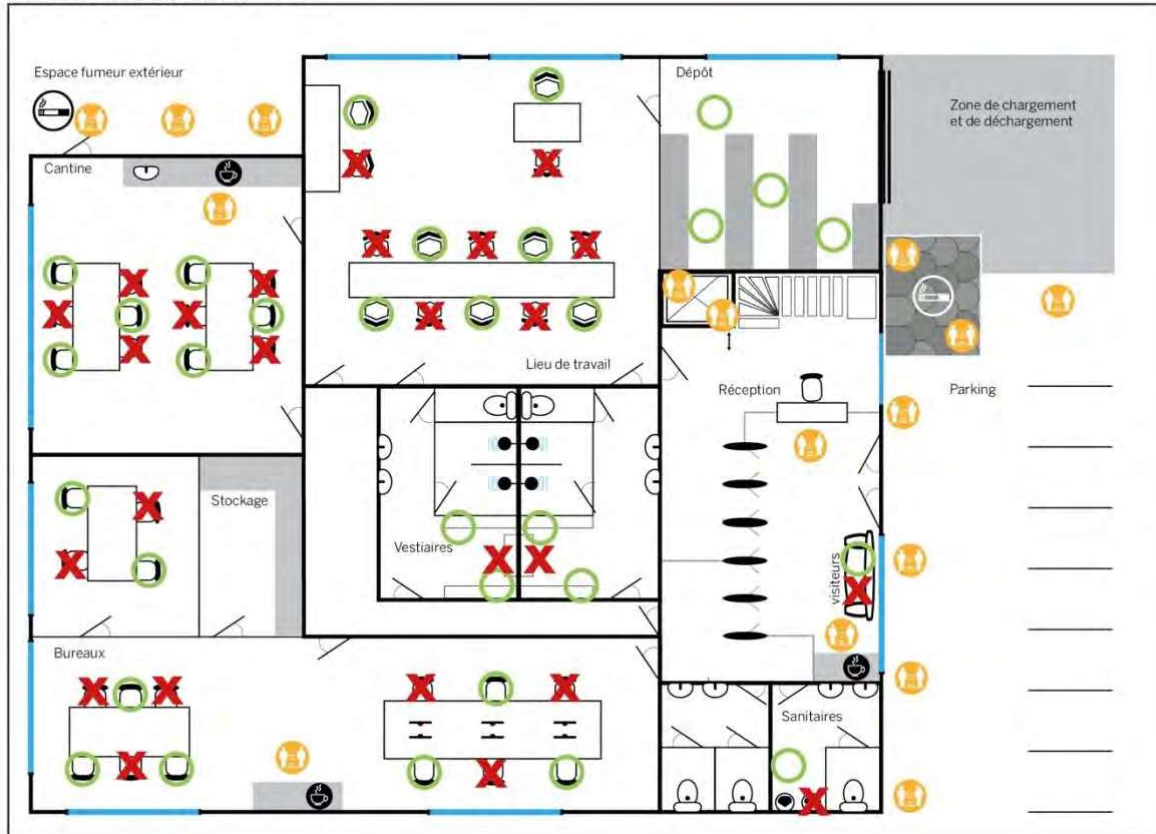 Espace fumeur extérieur
Dépôt
Zone de chargement
et de déchargement
Cantine
Lieu de travail
Réception
Parking
Stockage
Vestiaires
visiteurs
Bureaux
Sanitaires